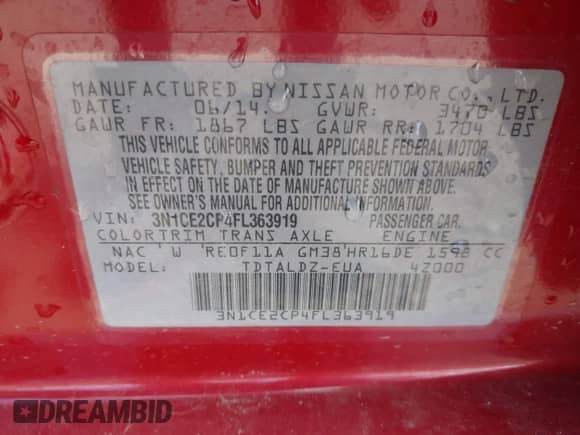 MANUFACTURED BY NISSAN MOTOR CO., LTD.
DATE: 06/14. GVWR: 3470 LBS
GAWR FR: 1867 LBS GAWR RR: 1704 LBS
THIS VEHICLE CONFORMS TO ALL APPLICABLE FEDERAL MOTOR
VEHICLE SAFETY, BUMPER AND THEFT PREVENTION STANDARDS
IN EFFECT ON THE DATE OF MANUFACTURE SHOWN ABOVE.
SEE OWNER'S MANUAL FOR ADDITIONAL INFORMATION.
VIN: 3N1CE2CP4FL363919 PASSENGER CAR.
COLOR TRIM TRANS AXLE ENGINE
NAC W RE0F11A GM38 HR16DE 1598 CC
MODEL: TDTALDZ-EUA 4Z000
3N1CE2CP4FL363919
DREAMBID